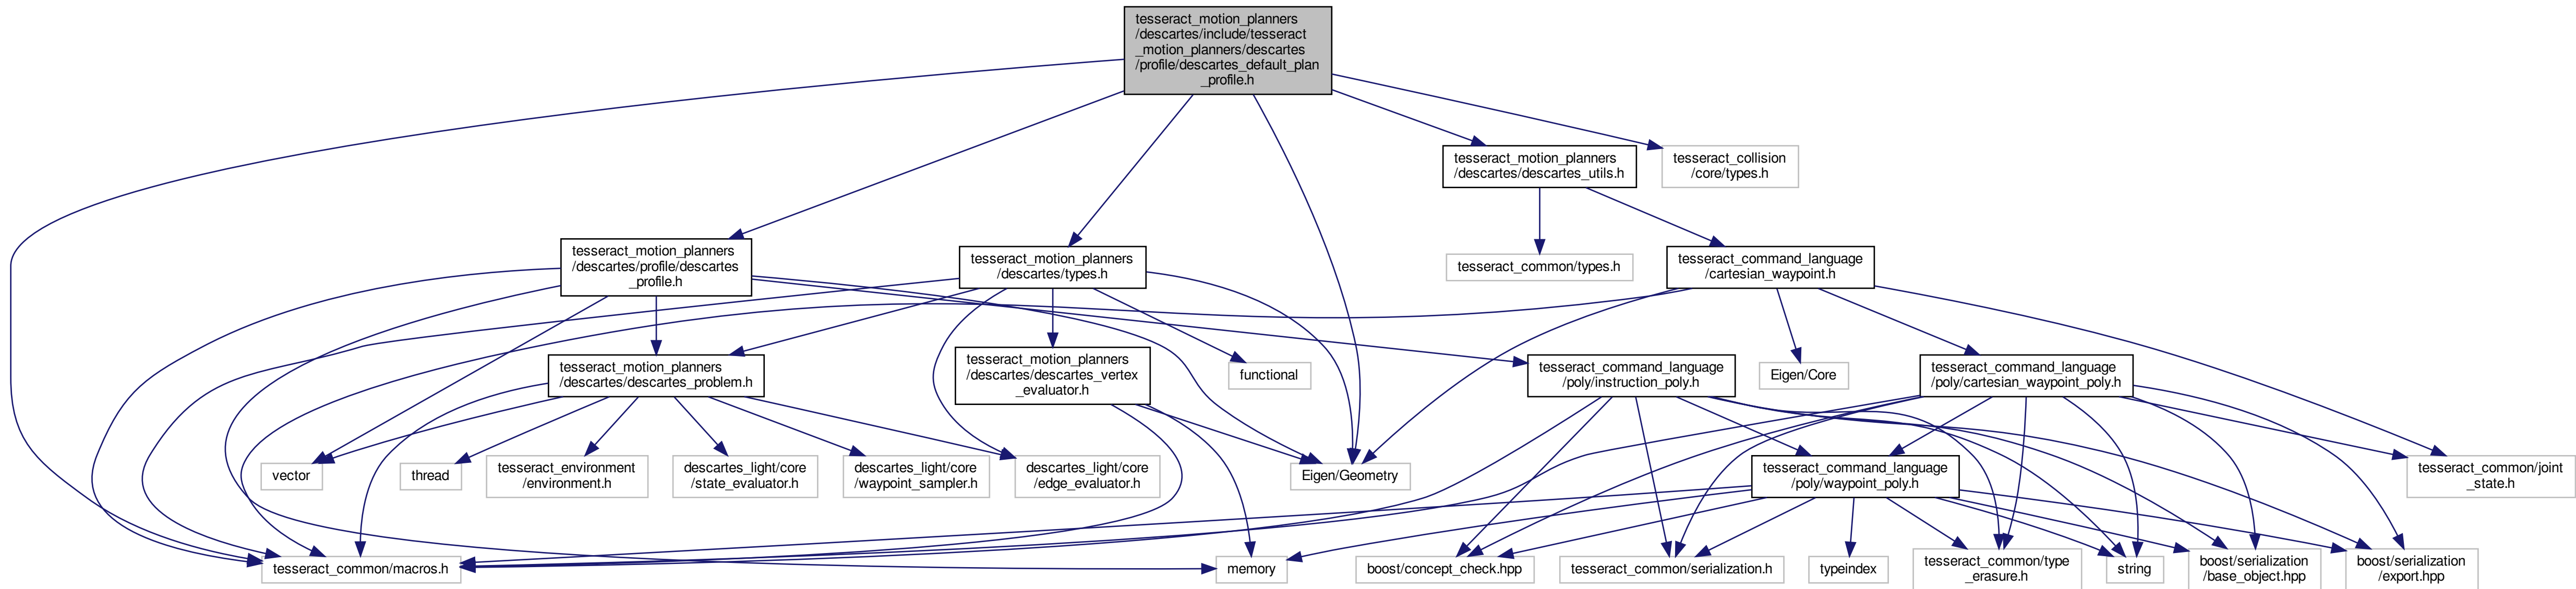 tesseract_motion_planners
/descartes/include/tesseract
_motion_planners/descartes
/profile/descartes_default_plan
_profile.h
tesseract_motion_planners
/descartes/descartes_utils.h
tesseract_collision
/core/types.h
tesseract_motion_planners
/descartes/profile/descartes
_profile.h
tesseract_motion_planners
/descartes/types.h
tesseract_common/types.h
tesseract_command_language
/cartesian_waypoint.h
tesseract_motion_planners
/descartes/descartes_problem.h
tesseract_motion_planners
/descartes/descartes_vertex
_evaluator.h
functional
tesseract_command_language
/poly/instruction_poly.h
Eigen/Core
tesseract_command_language
/poly/cartesian_waypoint_poly.h
vector
thread
tesseract_environment
/environment.h
descartes_light/core
/state_evaluator.h
descartes_light/core
/waypoint_sampler.h
descartes_light/core
/edge_evaluator.h
Eigen/Geometry
tesseract_command_language
/poly/waypoint_poly.h
tesseract_common/joint
_state.h
tesseract_common/macros.h
memory
boost/concept_check.hpp
tesseract_common/serialization.h
typeindex
tesseract_common/type
_erasure.h
string
boost/serialization
/base_object.hpp
boost/serialization
/export.hpp